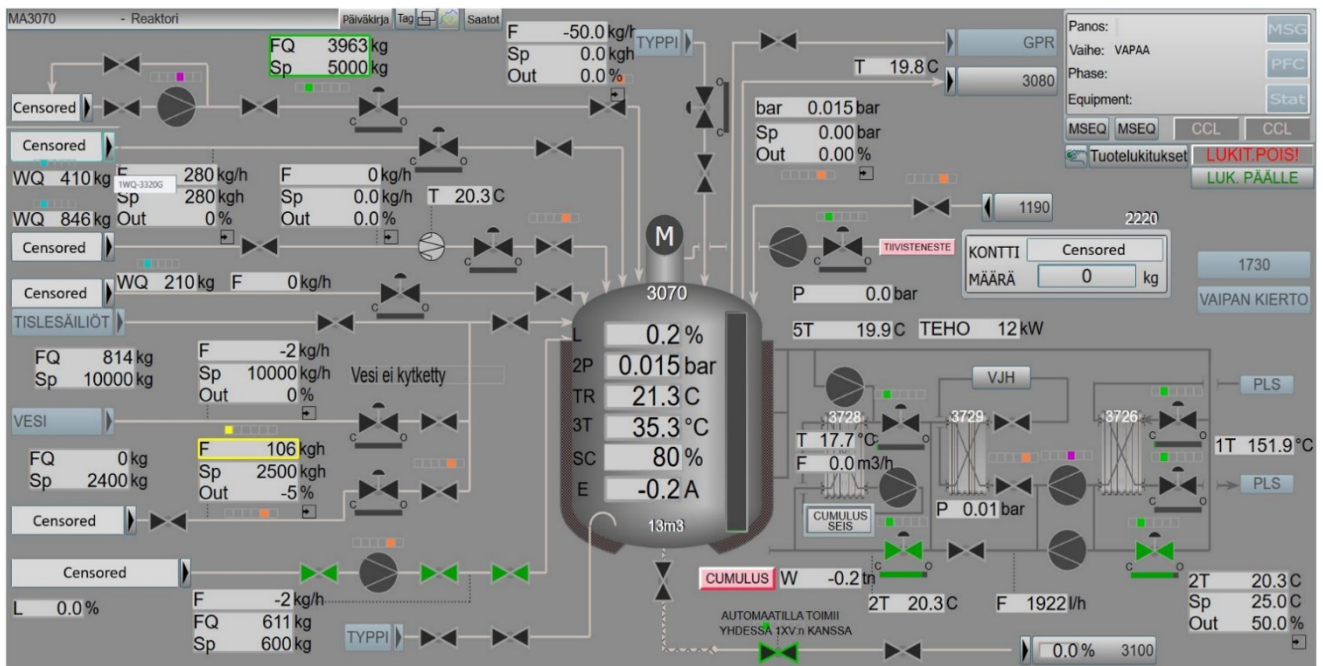 MA3070 - Reaktori
Päiväkirja Tag Saatot
FQ 3963 kg
Sp 5000 kg
F -50.0 kg/h
Sp 0.0 kgh
Out 0.0 %
TYPPI
GPR
T 19.8 C
3080
Panos:
Vaihe: VAPAA
Phase:
Equipment:
MSG
PFC
Stat
MSEQ MSEQ CCL CCL
Tuotelukitukset LUKIT.POIS!
LUK. PÄÄLLE
Censored
Censored
WQ 410 kg
1WQ-3320G
WQ 846 kg
F 280 kg/h
Sp 280 kgh
Out 0 %
F 0 kg/h
Sp 0.0 kg/h
Out 0.0 %
T 20.3 C
bar 0.015 bar
Sp 0.00 bar
Out 0.00 %
1190
2220
Censored
WQ 210 kg F 0 kg/h
Censored
M
TIIVISTENESTE
KONTTI Censored
MÄÄRÄ 0 kg
1730
VAIPAN KIERTO
P 0.0 bar
5T 19.9 C TEHO 12 kW
TISLESÄILIÖT
FQ 814 kg
Sp 10000 kg
F -2 kg/h
Sp 10000 kg/h
Out 0 %
Vesi ei kytketty
VESI
FQ 0 kg
Sp 2400 kg
F 106 kgh
Sp 2500 kgh
Out -5 %
Censored
3070
L 0.2 %
2P 0.015 bar
TR 21.3 C
3T 35.3 °C
SC 80 %
E -0.2 A
13m3
VJH
PLS
3728
3729
3726
T 17.7 °C
F 0.0 m3/h
1T 151.9 °C
PLS
CUMULUS
SEIS
P 0.01 bar
Censored
L 0.0 %
F -2 kg/h
FQ 611 kg
Sp 600 kg
TYPPI
CUMULUS W -0.2 tn
2T 20.3 C
F 1922 l/h
2T 20.3 C
Sp 25.0 C
Out 50.0 %
AUTOMAATILLA TOIMII
YHDESSÄ 1XV:n KANSSA
0.0 % 3100